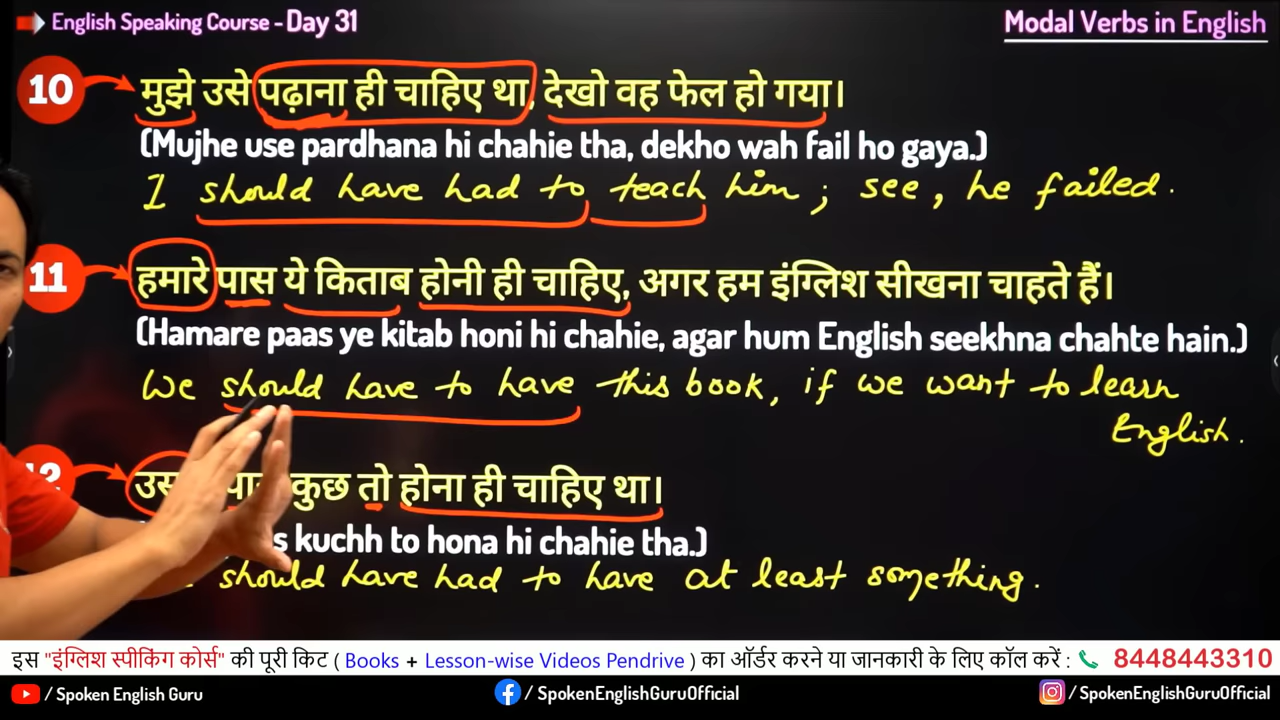 English Speaking Course - Day 31
Modal Verbs in English
10
मुझे उसे पढ़ाना ही चाहिए था, देखो वह फेल हो गया।
(Mujhe use pardhana hi chahie tha, dekho wah fail ho gaya.)
I should have had to teach him; see, he failed.
11
हमारे पास ये किताब होनी ही चाहिए, अगर हम इंग्लिश सीखना चाहते हैं।
(Hamare paas ye kitab honi hi chahie, agar hum English seekhna chahte hain.)
We should have to have this book, if we want to learn
English.
कुछ तो होना ही चाहिए था।
kuchh to hona hi chahie tha.)
should have had to have at least something.
इस "इंग्लिश स्पीकिंग कोर्स" की पूरी किट ( Books + Lesson-wise Videos Pendrive ) का ऑर्डर करने या जानकारी के लिए कॉल करें : 8448443310
/ Spoken English Guru
/ SpokenEnglishGuruOfficial
/ SpokenEnglishGuruOfficial